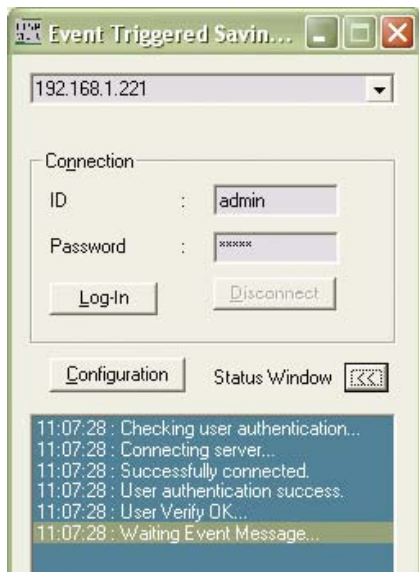 Event Triggered Savin...
192.168.1.221
Connection
ID : admin
Password : xxxxx
Log-In Disconnect
Configuration Status Window <<
11:07:28 : Checking user authentication...
11:07:28 : Connecting server...
11:07:28 : Successfully connected.
11:07:28 : User authentication success.
11:07:28 : User Verify OK...
11:07:28 : Waiting Event Message...